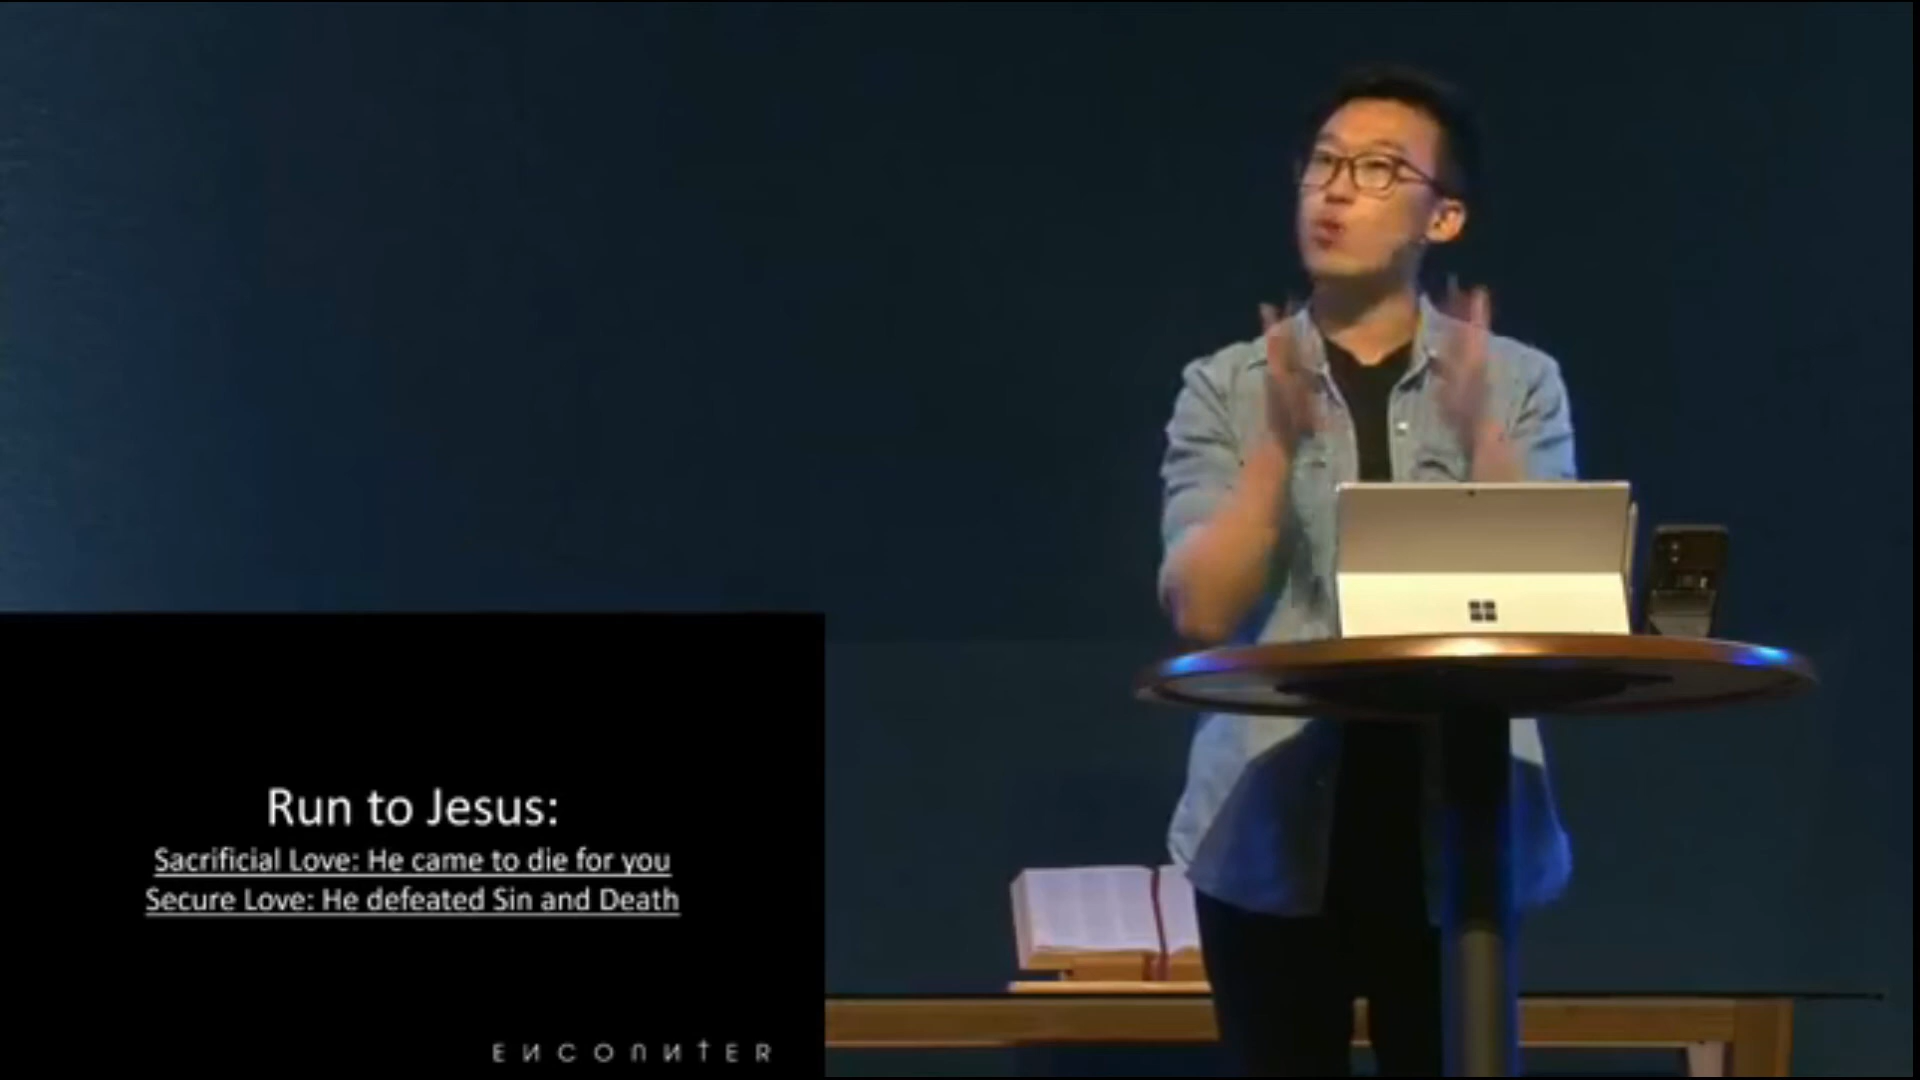 Run to Jesus:
Sacrificial Love: He came to die for you
Secure Love: He defeated Sin and Death
ENCOUNTER